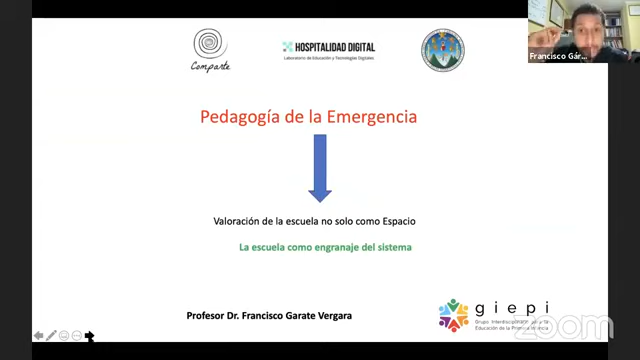 Comparte
HOSPITALIDAD DIGITAL
Laboratorio de Educación y Tecnologías Digitales
Francisco Gár...
Pedagogía de la Emergencia
Valoración de la escuela no solo como Espacio
La escuela como engranaje del sistema
Profesor Dr. Francisco Garate Vergara
giepi
Grupo Interdisciplinar para la
Educación de la Primera Infancia
zoom